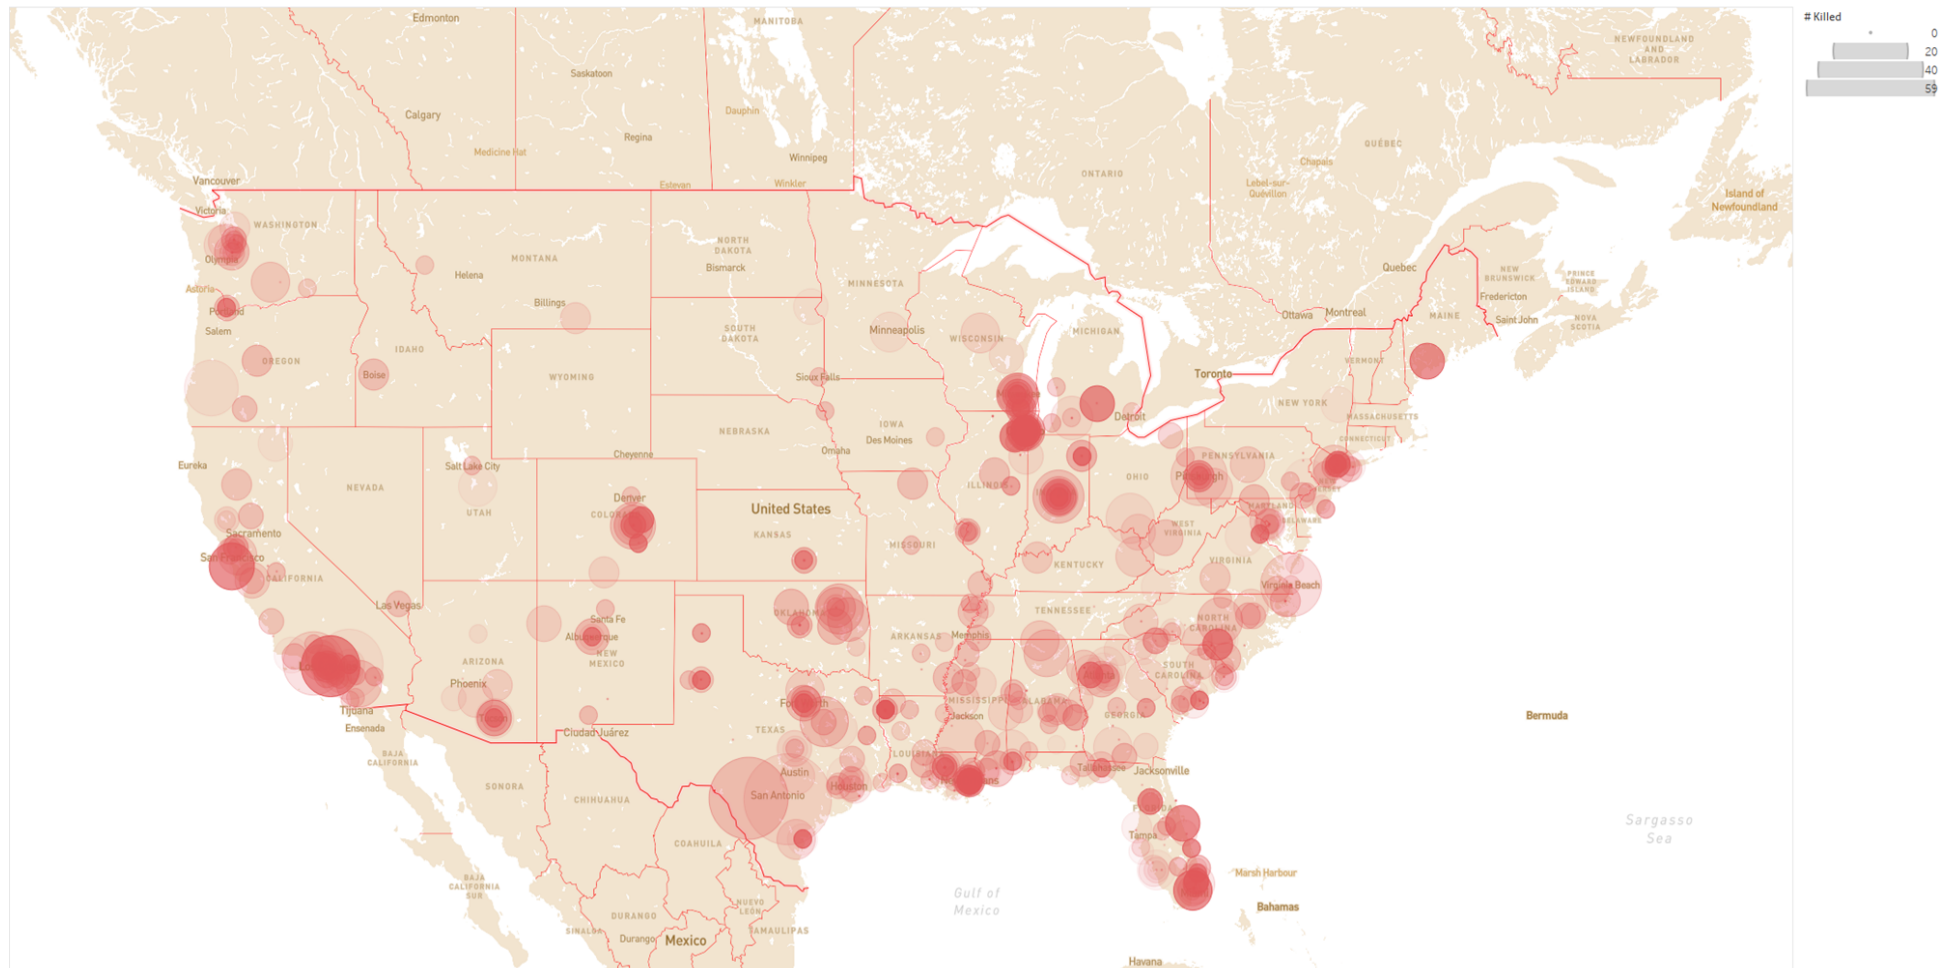 Edmonton
MANITOBA
# Killed
0
NEWFOUNDLAND
AND
LABRADOR
20
40
59
Saskatoon
Calgary
Dauphin
Regina
Medicine Hat
Winnipeg
QUÉBEC
Chapais
ONTARIO
Vancouver
Estevan
Winkler
Lebel-sur-
Quévillon
Island of
Newfoundland
Victoria
WASHINGTON
NORTH
DAKOTA
MONTANA
Helena
Bismarck
Olympia
Quebec
NEW
BRUNSWICK
PRINCE
EDWARD
ISLAND
MINNESOTA
Astoria
Billings
Fredericton
Portland
Ottawa
Montreal
MAINE
Saint John
NOVA
SCOTIA
Salem
SOUTH
DAKOTA
Minneapolis
WISCONSIN
MICHIGAN
IDAHO
OREGON
VERMONT
Boise
WYOMING
Sioux Falls
Toronto
NEW YORK
Detroit
MASSACHUSETTS
IOWA
NEBRASKA
Des Moines
CONNECTICUT
Omaha
Cheyenne
PENNSYLVANIA
Eureka
Salt Lake City
Pittsburgh
OHIO
NEVADA
ILLINOIS
Denver
United States
UTAH
MARYLAND
DELAWARE
WEST
VIRGINIA
Sacramento
KANSAS
MISSOURI
San Francisco
KENTUCKY
VIRGINIA
CALIFORNIA
Virginia Beach
Las Vegas
OKLAHOMA
TENNESSEE
Santa Fe
NORTH
CAROLINA
Albuquerque
ARKANSAS
Memphis
NEW
MEXICO
ARIZONA
SOUTH
CAROLINA
Phoenix
MISSISSIPPI
ALABAMA
Fort Worth
Tijuana
Jackson
GEORGIA
Bermuda
Ensenada
Ciudad Juárez
TEXAS
BAJA
CALIFORNIA
LOUISIANA
Austin
Tallahassee
Jacksonville
SONORA
Houston
San Antonio
CHIHUAHUA
FLORIDA
Sargasso
Sea
Tampa
COAHUILA
BAJA
CALIFORNIA
SUR
Marsh Harbour
Gulf of
Mexico
NUEVO
LEÓN
Bahamas
DURANGO
SINALOA
TAMAULIPAS
Durango
Mexico
Havana